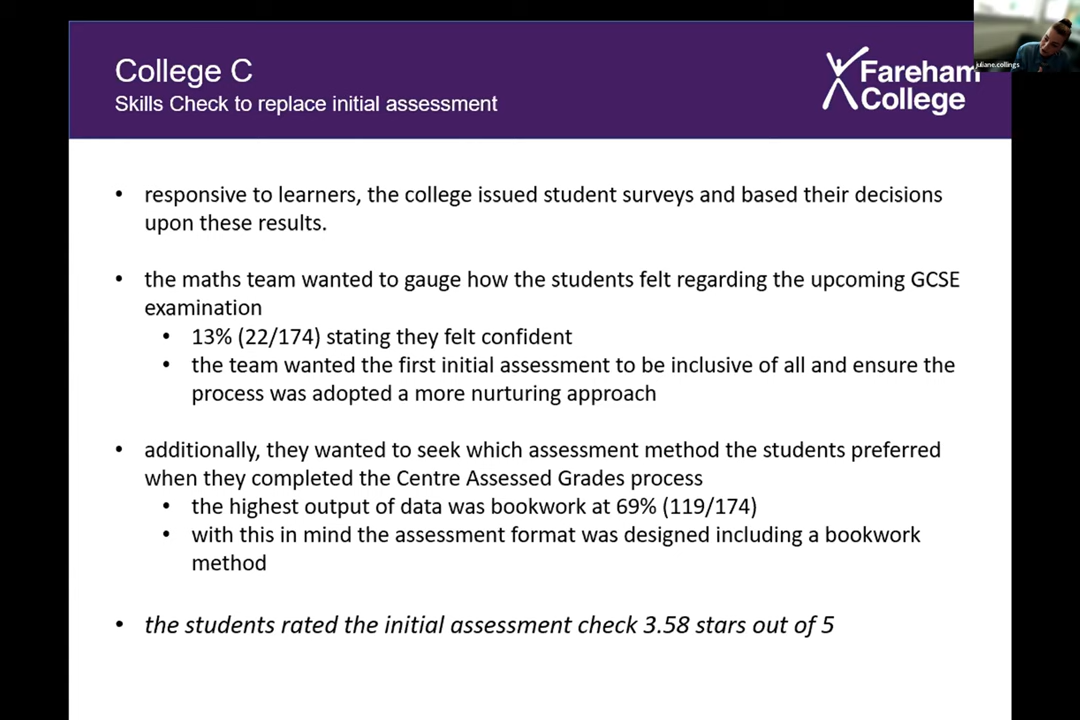 College C
Skills Check to replace initial assessment
Fareham
College
juliane.collings
• responsive to learners, the college issued student surveys and based their decisions
upon these results.
• the maths team wanted to gauge how the students felt regarding the upcoming GCSE
examination
• 13% (22/174) stating they felt confident
• the team wanted the first initial assessment to be inclusive of all and ensure the
process was adopted a more nurturing approach
• additionally, they wanted to seek which assessment method the students preferred
when they completed the Centre Assessed Grades process
• the highest output of data was bookwork at 69% (119/174)
• with this in mind the assessment format was designed including a bookwork
method
• the students rated the initial assessment check 3.58 stars out of 5